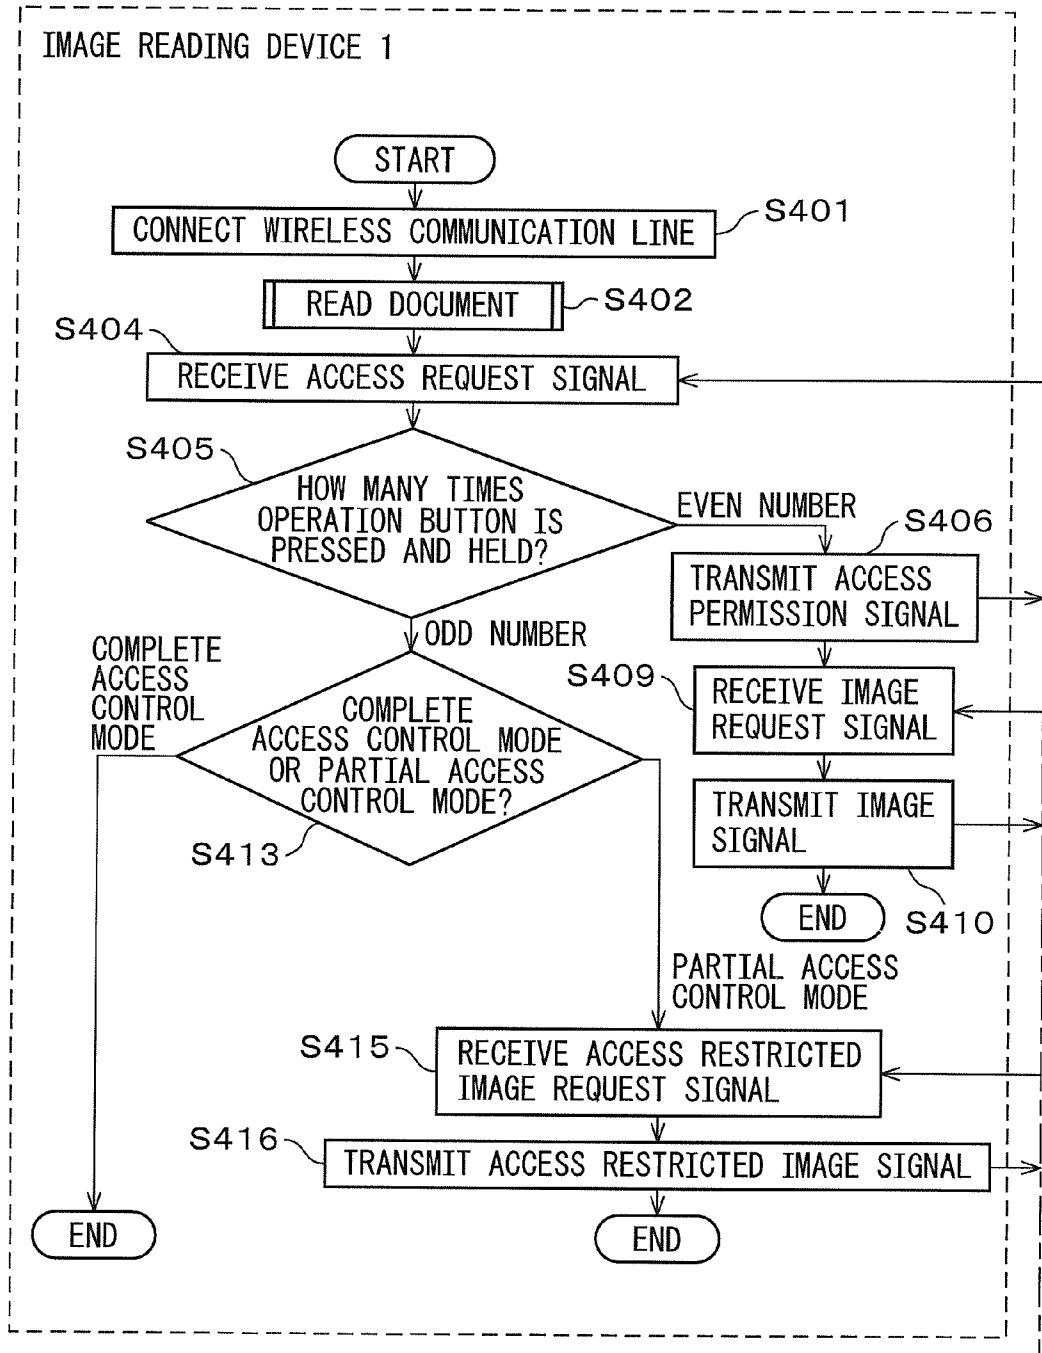 IMAGE READING DEVICE 1
START
CONNECT WIRELESS COMMUNICATION LINE
S401
READ DOCUMENT
S402
S404
RECEIVE ACCESS REQUEST SIGNAL
S405
HOW MANY TIMES
OPERATION BUTTON IS
PRESSED AND HELD?
EVEN NUMBER
S406
TRANSMIT ACCESS
PERMISSION SIGNAL
ODD NUMBER
COMPLETE
ACCESS
CONTROL
MODE
S409
RECEIVE IMAGE
REQUEST SIGNAL
COMPLETE
ACCESS CONTROL MODE
OR PARTIAL ACCESS
CONTROL MODE?
S413
TRANSMIT IMAGE
SIGNAL
S410
END
PARTIAL ACCESS
CONTROL MODE
S415
RECEIVE ACCESS RESTRICTED
IMAGE REQUEST SIGNAL
S416
TRANSMIT ACCESS RESTRICTED IMAGE SIGNAL
END
END